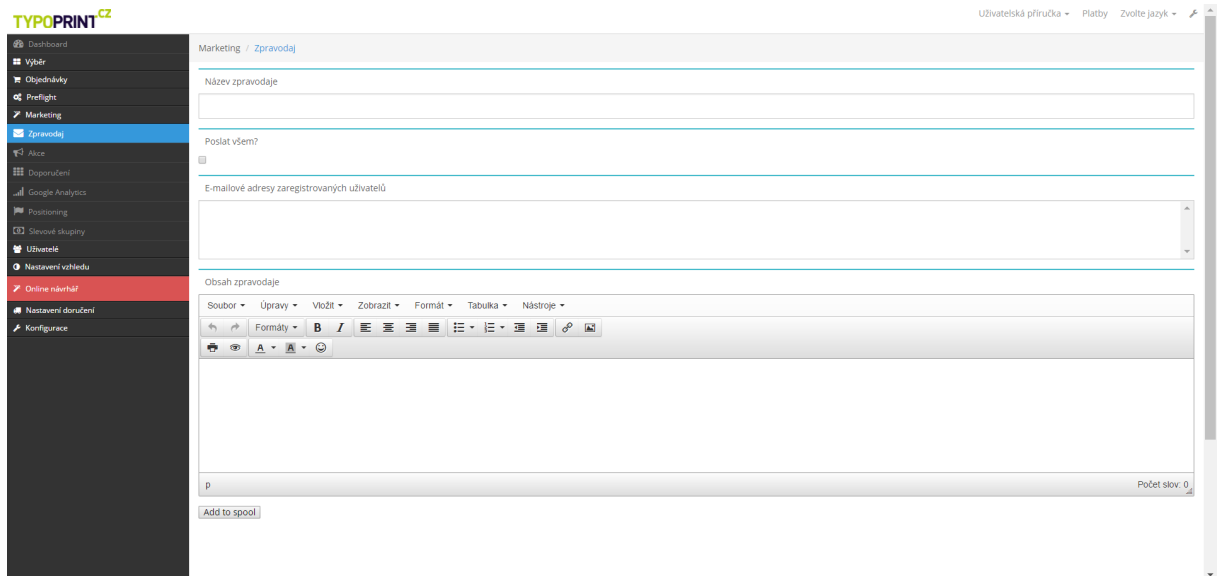 TYPOPRINT.CZ
Uživatelská příručka Platby Zvolte jazyk
Dashboard
Výběr
Objednávky
Preflight
Marketing
Zpravodaj
Akce
Doporučení
Google Analytics
Positioning
Slevové skupiny
Uživatelé
Nastavení vzhledu
Online návrhář
Nastavení doručení
Konfigurace
Marketing / Zpravodaj
Název zpravodaje
Poslat všem?
E-mailové adresy zaregistrovaných uživatelů
Obsah zpravodaje
Soubor Úpravy Vložit Zobrazit Formát Tabulka Nástroje
Formáty B I
A A
p Počet slov: 0
Add to spool